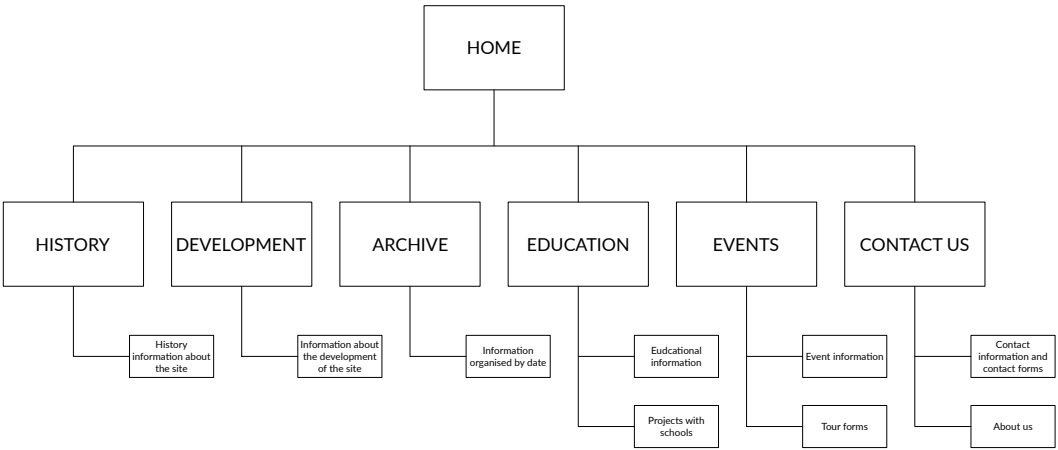 HOME
HISTORY
DEVELOPMENT
ARCHIVE
EDUCATION
EVENTS
CONTACT US
History
information about
the site
Information about
the development
of the site
Information
organised by date
Eudcational
information
Event information
Contact
information and
contact forms
Projects with
schools
Tour forms
About us